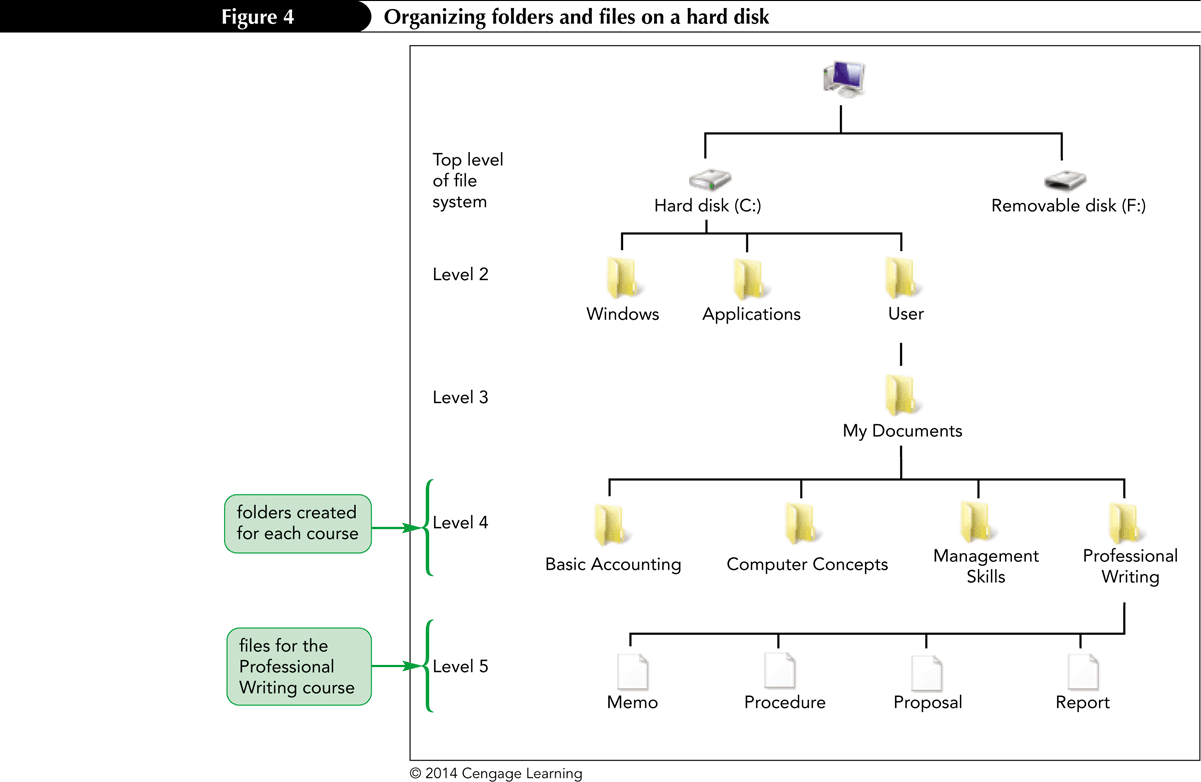 Figure 4
Organizing folders and files on a hard disk
Top level
of file
system
Hard disk (C:)
Removable disk (F:)
Level 2
Windows
Applications
User
Level 3
My Documents
folders created
for each course
Level 4
Basic Accounting
Computer Concepts
Management
Skills
Professional
Writing
files for the
Professional
Writing course
Level 5
Memo
Procedure
Proposal
Report
© 2014 Cengage Learning